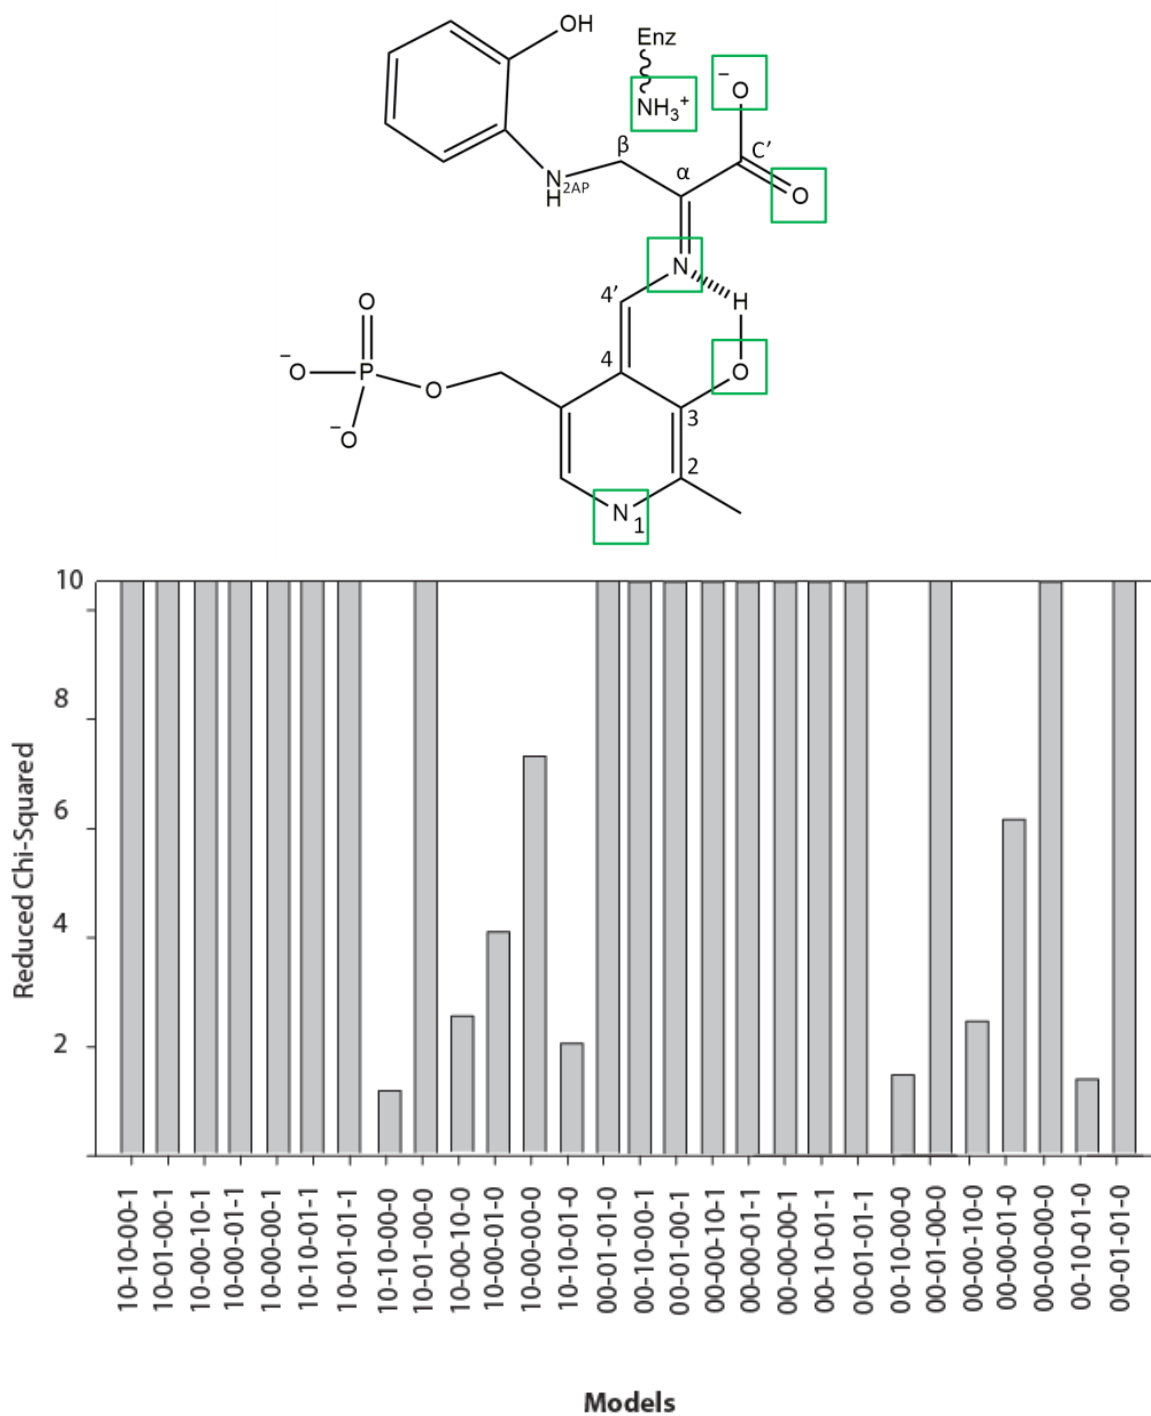 OH
Enz
NH3+
−O
C'
O
β
α
N
H 2AP
N
H
4'
O
4
O
−O
P
O
3
−O
2
N 1
10
8
6
4
2
Reduced Chi-Squared
10-10-00-1
10-01-00-1
10-00-10-1
10-00-01-1
10-00-00-1
10-10-01-1
10-01-01-1
10-10-00-0
10-01-00-0
10-00-10-0
10-00-01-0
10-00-00-0
10-10-01-0
00-01-01-0
00-10-00-1
00-01-00-1
00-00-10-1
00-00-01-1
00-00-00-1
00-10-01-1
00-01-01-1
00-10-00-0
00-01-00-0
00-00-10-0
00-00-01-0
00-00-00-0
00-10-01-0
00-01-01-0
Models